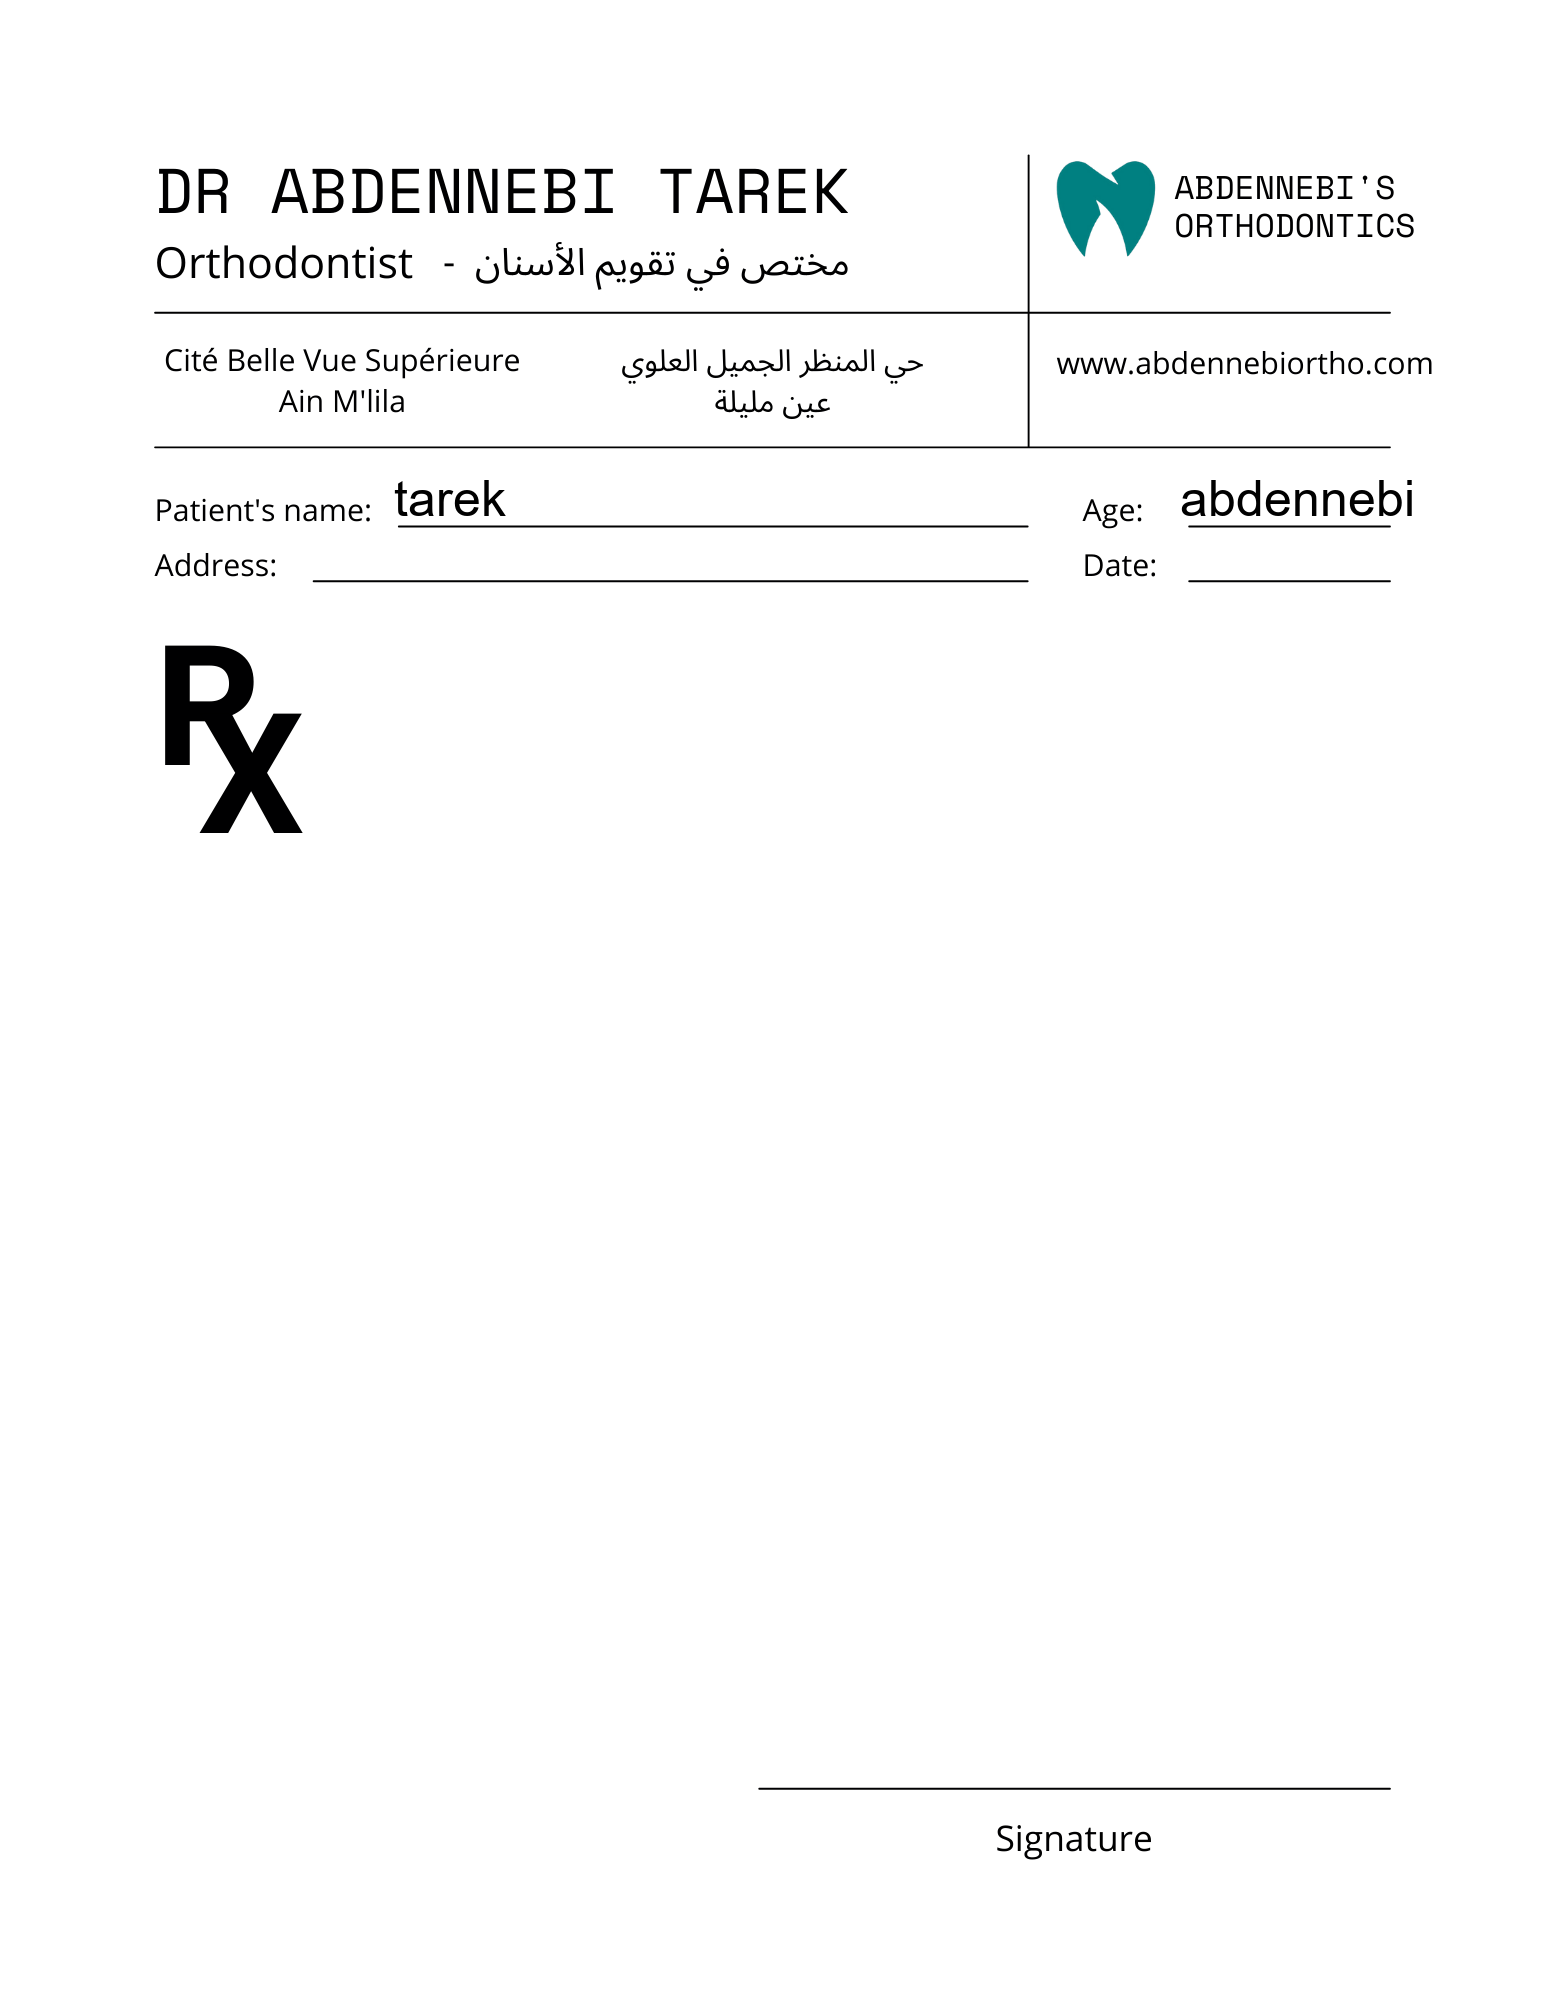 DR ABDENNEBI TAREK
Orthodontist - مختص في تقويم الأسنان
ABDENNEBI'S
ORTHODONTICS
Cité Belle Vue Supérieure
Ain M'lila
حي المنظر الجميل العلوي
عين مليلة
www.abdennebiortho.com
Patient's name: tarek
Age: abdennebi
Address:
Date:
RX
Signature